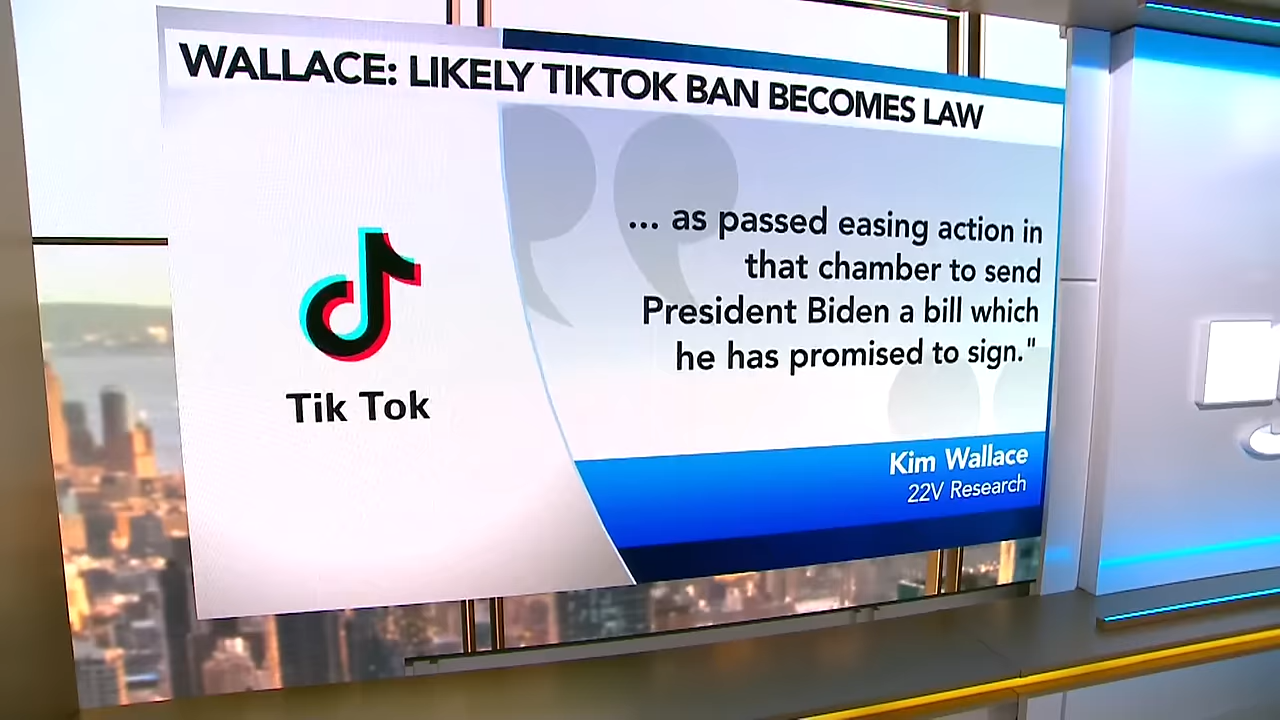 WALLACE: LIKELY TIKTOK BAN BECOMES LAW
... as passed easing action in
that chamber to send
President Biden a bill which
he has promised to sign."
Tik Tok
Kim Wallace
22V Research